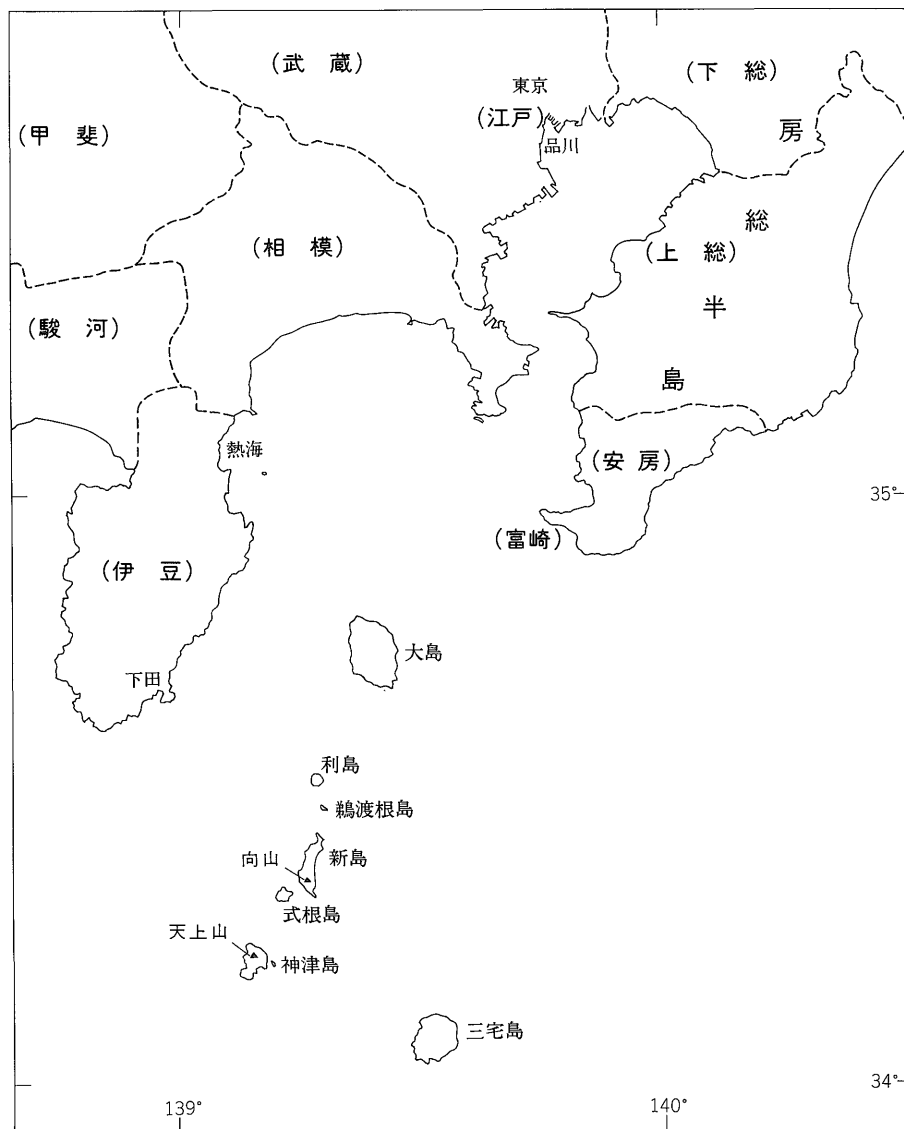 (武 蔵)
(下 総)
東京
(江戸)
品川
(甲 斐)
房
総
半
島
(相 模)
(上 総)
(駿 河)
熱海
(安 房)
35°
(富崎)
(伊 豆)
大島
下田
利島
鵜渡根島
向山
新島
式根島
天上山
神津島
三宅島
34°
139°
140°